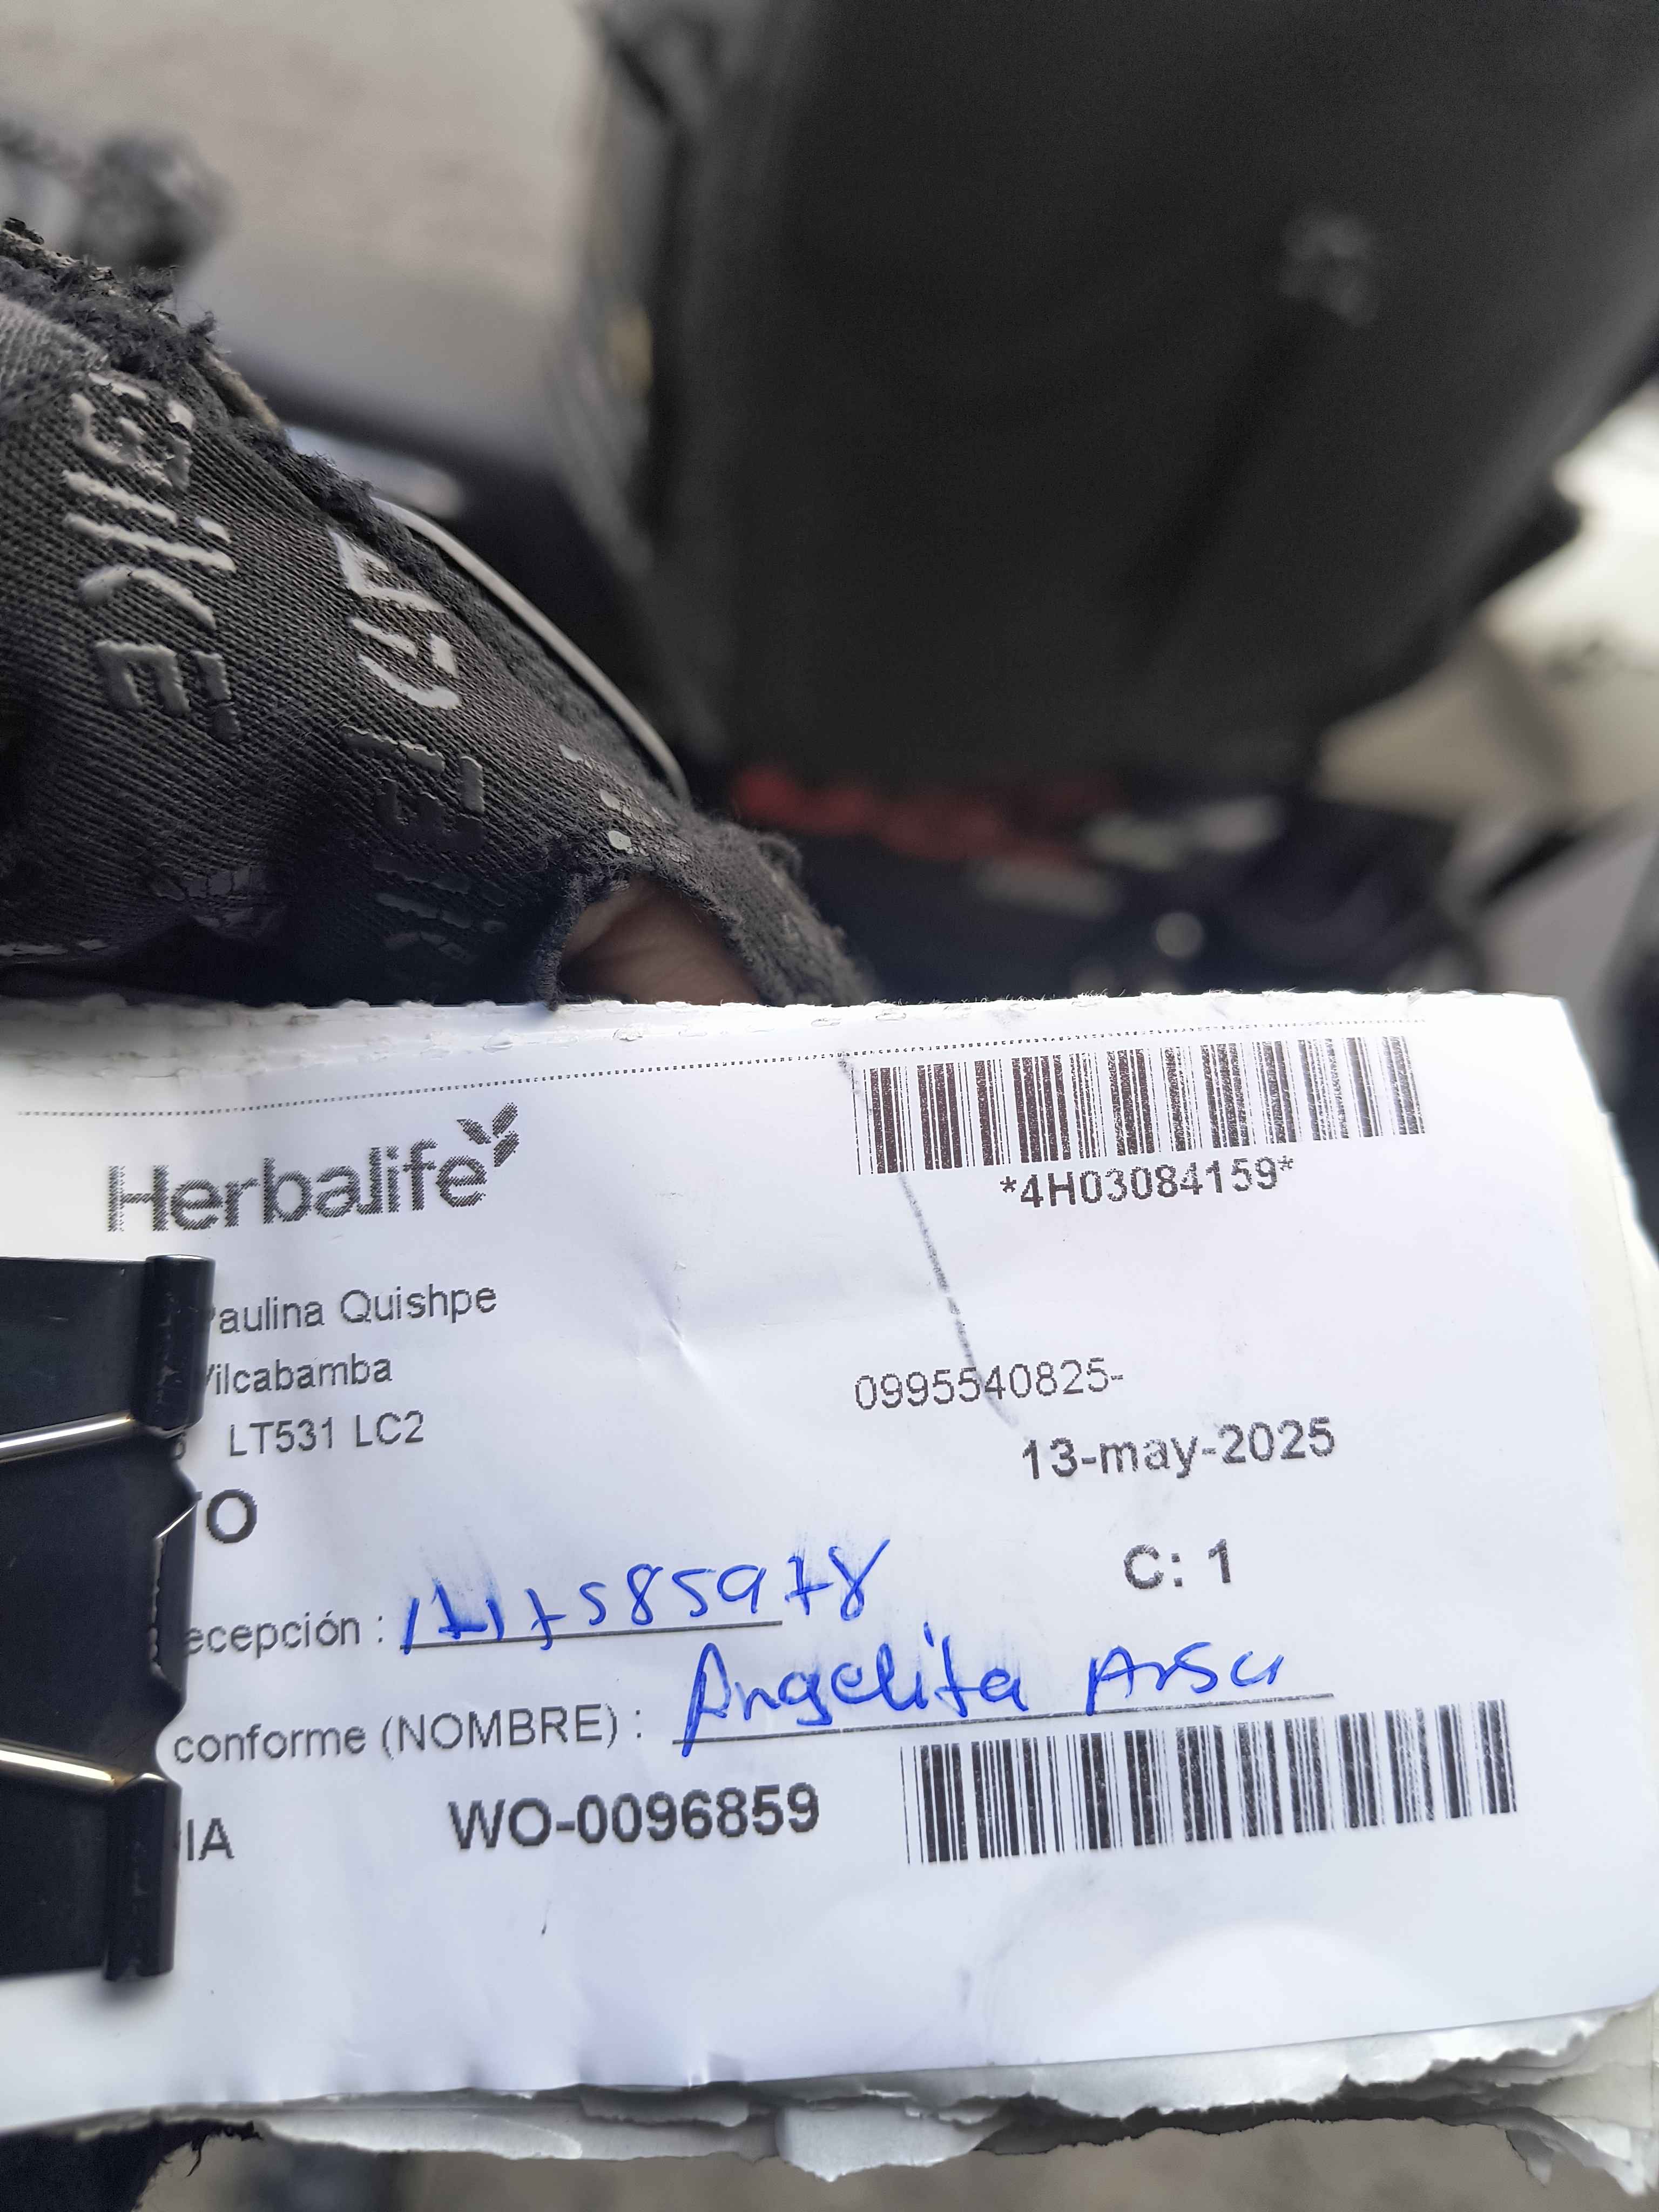 Herbalife
*4H03084159*
Paulina Quishpe
Vilcabamba
0995540825-
LT531 LC2
13-may-2025
TO
C: 1
ecepción : 1717585978
conforme (NOMBRE) : Angelita
IA WO-0096859